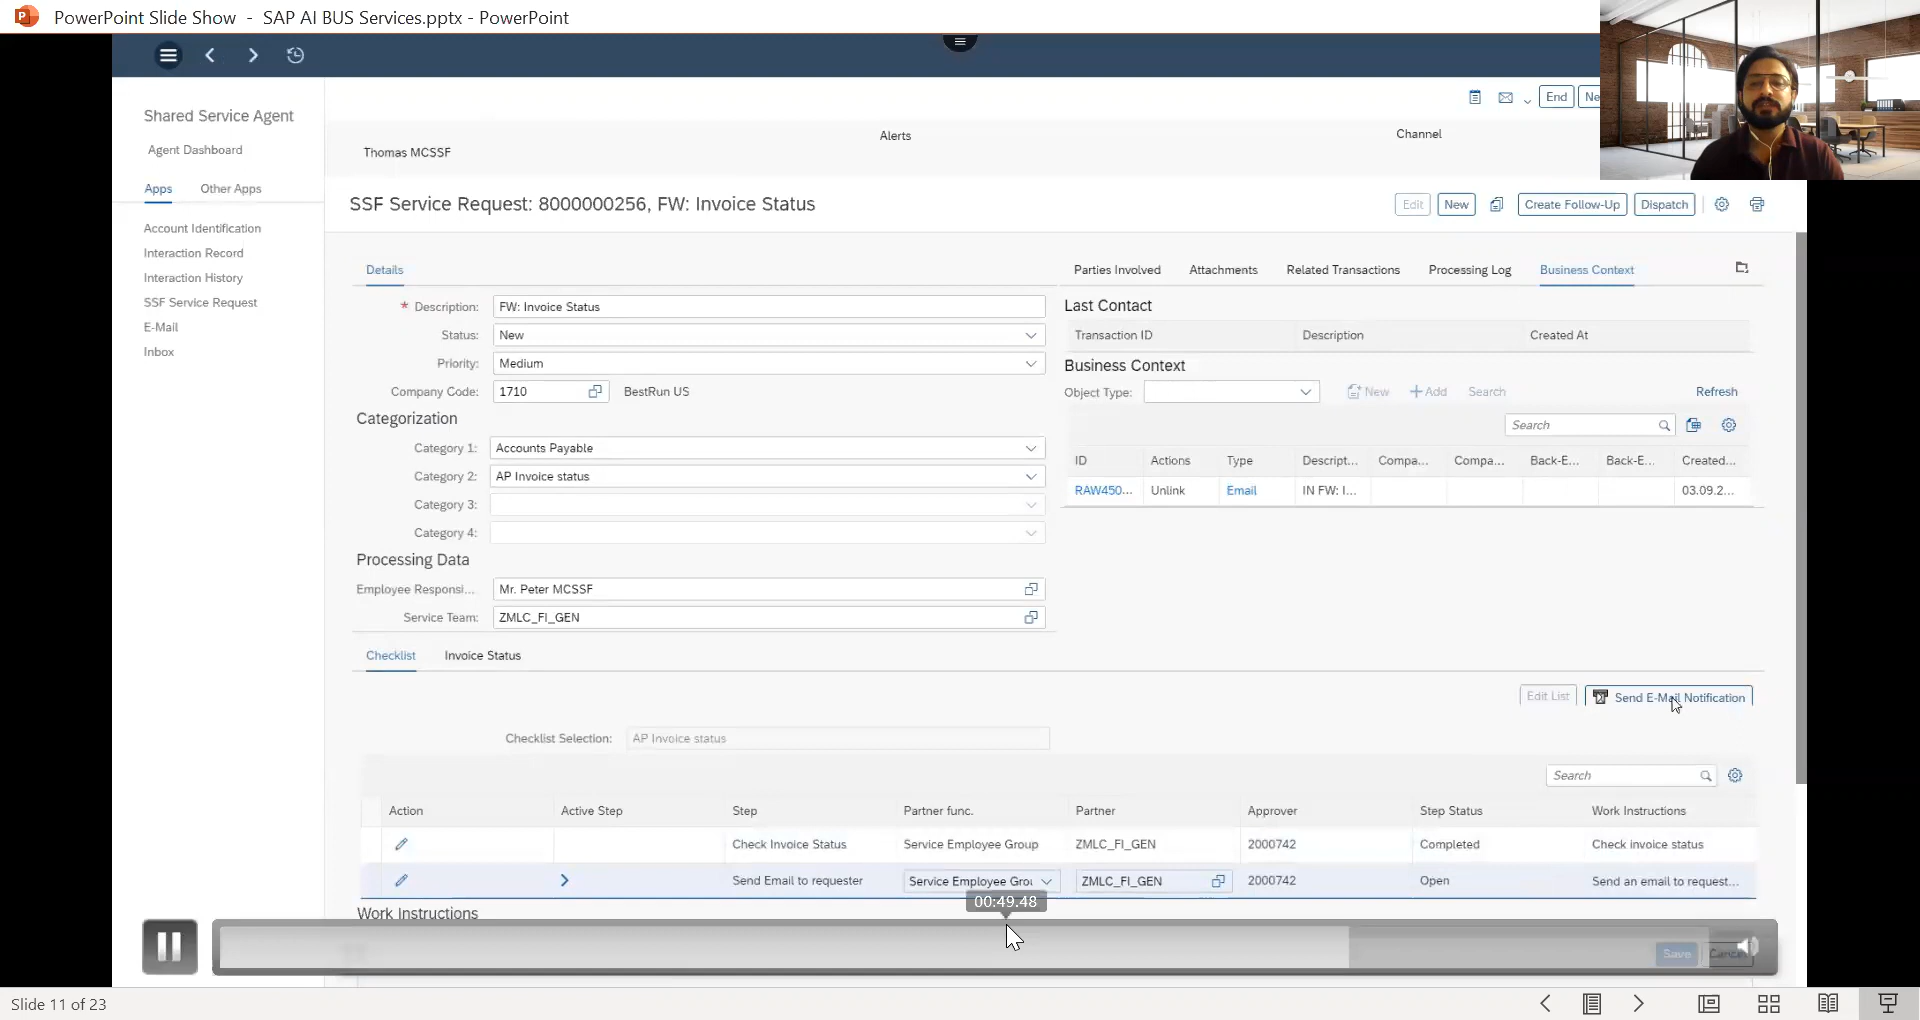 PowerPoint Slide Show - SAP AI BUS Services.pptx - PowerPoint
Shared Service Agent
Agent Dashboard
Apps Other Apps
Account Identification
Interaction Record
Interaction History
SSF Service Request
E-Mail
Inbox
End
Alerts
Channel
Thomas MCSSF
SSF Service Request: 8000000256, FW: Invoice Status
Edit New Create Follow-Up Dispatch
Details
* Description: FW: Invoice Status
Status: New
Priority: Medium
Company Code: 1710 BestRun US
Categorization
Category 1: Accounts Payable
Category 2: AP Invoice status
Category 3:
Category 4:
Processing Data
Employee Responsi... Mr. Peter MCSSF
Service Team: ZMLC_FI_GEN
Parties Involved Attachments Related Transactions Processing Log Business Context
Last Contact
Transaction ID Description Created At
Business Context
Object Type: New Add Search Refresh
Search
ID Actions Type Descript... Compa... Compa... Back-E... Back-E... Created...
RAW450... Unlink Email IN FW: I... 03.09.2...
Checklist Invoice Status
Edit List Send E-Mail Notification
Checklist Selection: AP Invoice status
Search
Action Active Step Step Partner func. Partner Approver Step Status Work Instructions
Check Invoice Status Service Employee Group ZMLC_FI_GEN 2000742 Completed Check invoice status
Send Email to requester Service Employee Grou ZMLC_FI_GEN 2000742 Open Send an email to request...
00:49.48
Work Instructions
Save Cancel
Slide 11 of 23